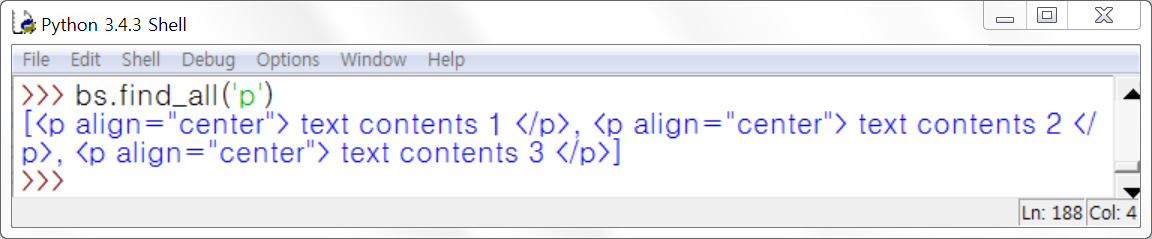 Python 3.4.3 Shell
File Edit Shell Debug Options Window Help
>>> bs.find_all('p')
[<p align="center"> text contents 1 </p>, <p align="center"> text contents 2 </
p>, <p align="center"> text contents 3 </p>]
>>>
Ln: 188 Col: 4